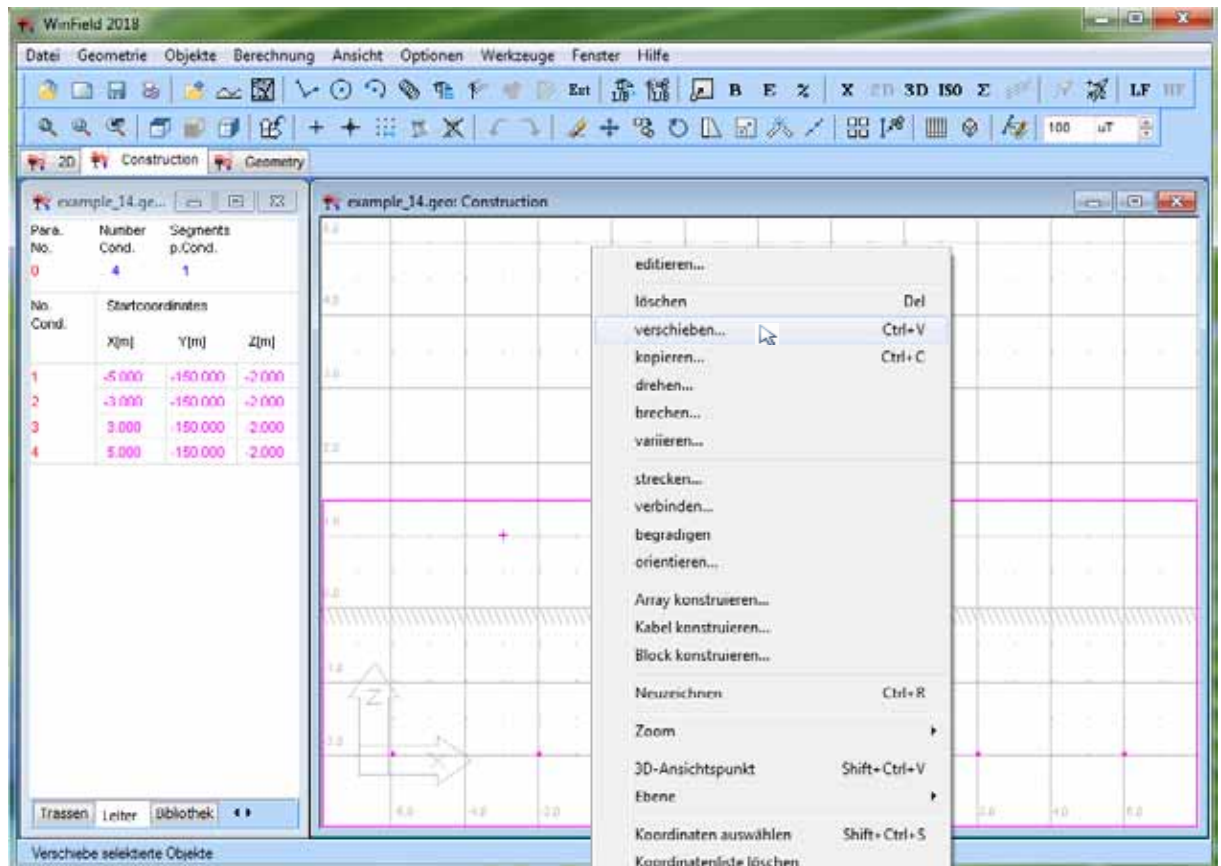 WinField 2018
Datei Geometrie Objekte Berechnung Ansicht Optionen Werkzeuge Fenster Hilfe
Ext LIB LIB B E % X 2D 3D ISO Σ LF HF
100 uT
2D Construction Geometry
example_14.ge...
example_14.geo: Construction
Para. Number Segments
No. Cond. p.Cond.
0 4 1
No. Startcoordinates
Cond.
X[m] Y[m] Z[m]
1 -5.000 -150.000 -2.000
2 -3.000 -150.000 -2.000
3 3.000 -150.000 -2.000
4 5.000 -150.000 -2.000
editieren...
löschen Del
verschieben... Ctrl+V
kopieren... Ctrl+C
drehen...
brechen...
variieren...
strecken...
verbinden...
begradigen
orientieren...
Array konstruieren...
Kabel konstruieren...
Block konstruieren...
Neuzeichnen Ctrl+R
Zoom
3D-Ansichtspunkt Shift+Ctrl+V
Ebene
Koordinaten auswählen Shift+Ctrl+S
Koordinatenliste löschen
Z
X
Trassen Leiter Bibliothek
Verschiebe selektierte Objekte